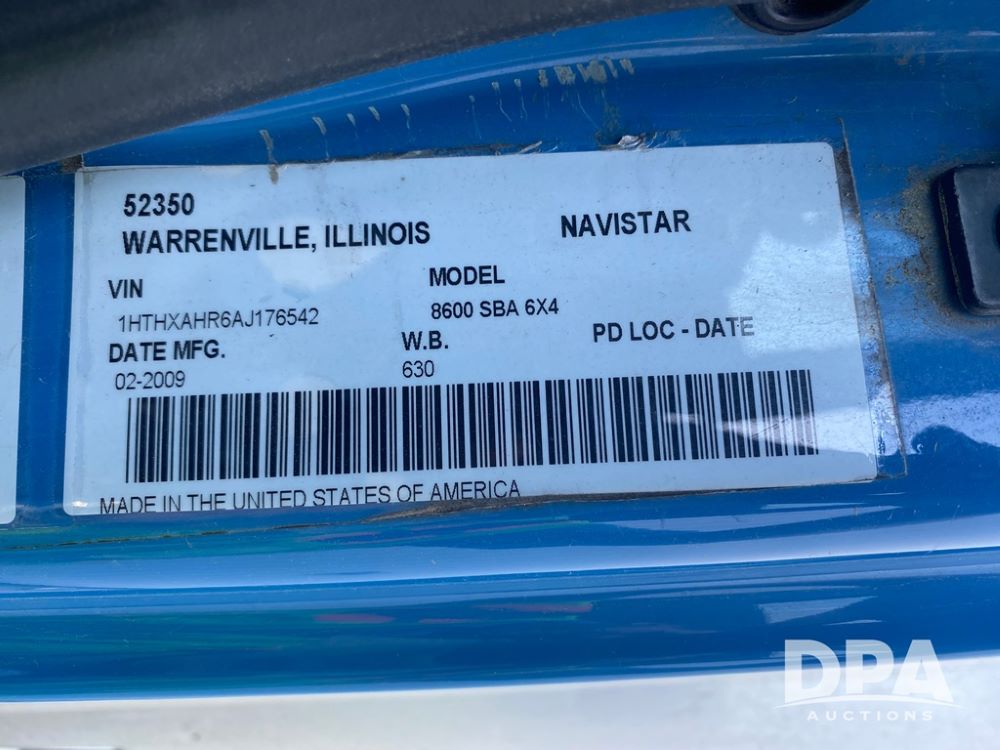 52350
WARRENVILLE, ILLINOIS NAVISTAR
VIN MODEL
1HTHXAHR6AJ176542 8600 SBA 6X4
DATE MFG. W.B. PD LOC - DATE
02-2009 630
MADE IN THE UNITED STATES OF AMERICA
DPA
AUCTIONS